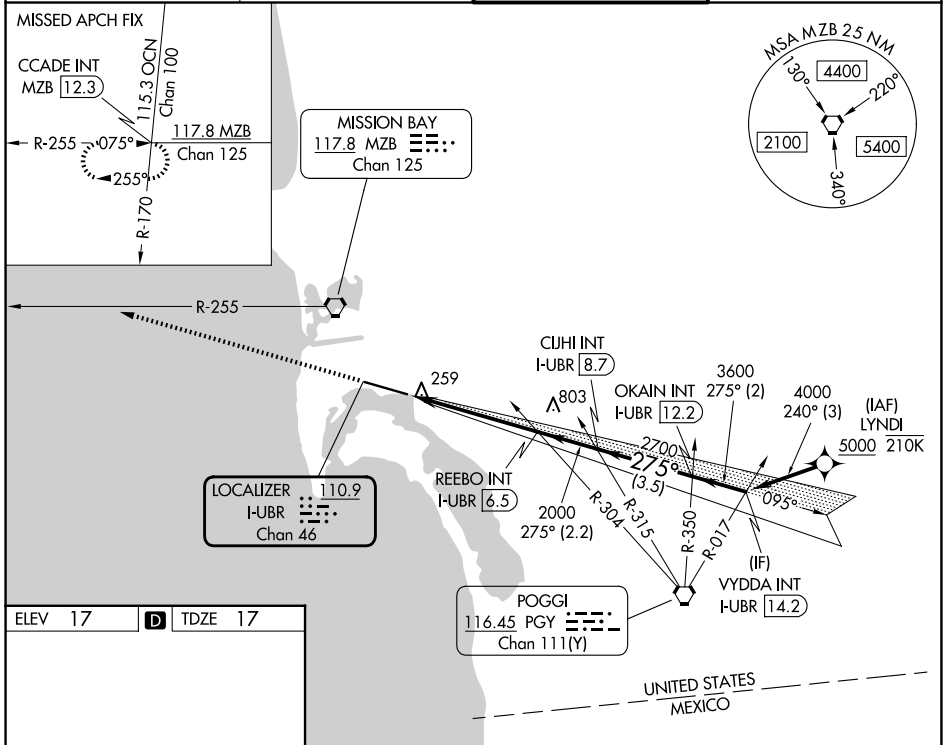 MISSED APCH FIX
CCADE INT
MZB 12.3
115.3 OCN
Chan 100
R-255
075°
117.8 MZB
Chan 125
255°
R-170
MISSION BAY
117.8 MZB
Chan 125
MSA MZB 25 NM
130°
4400
220°
2100
5400
340°
R-255
CIJHI INT
I-UBR 8.7
259
803
OKAIN INT
I-UBR 12.2
3600
275° (2)
4000
240° (3)
(IAF)
LYNDI
5000 210K
2700
275°
(3.5)
095°
REEBO INT
I-UBR 6.5
2000
275° (2.2)
R-304
R-315
R-350
R-017
(IF)
VYDDA INT
I-UBR 14.2
LOCALIZER 110.9
I-UBR
Chan 46
POGGI
116.45 PGY
Chan 111(Y)
ELEV 17 D TDZE 17
UNITED STATES
MEXICO